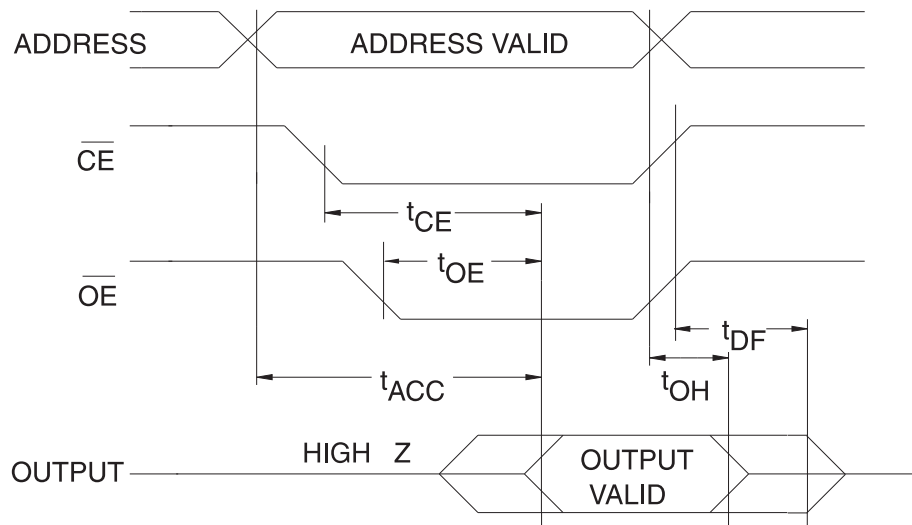 ADDRESS
ADDRESS VALID
CE
tCE
tOE
OE
tDF
tACC
tOH
HIGH Z
OUTPUT
OUTPUT
VALID